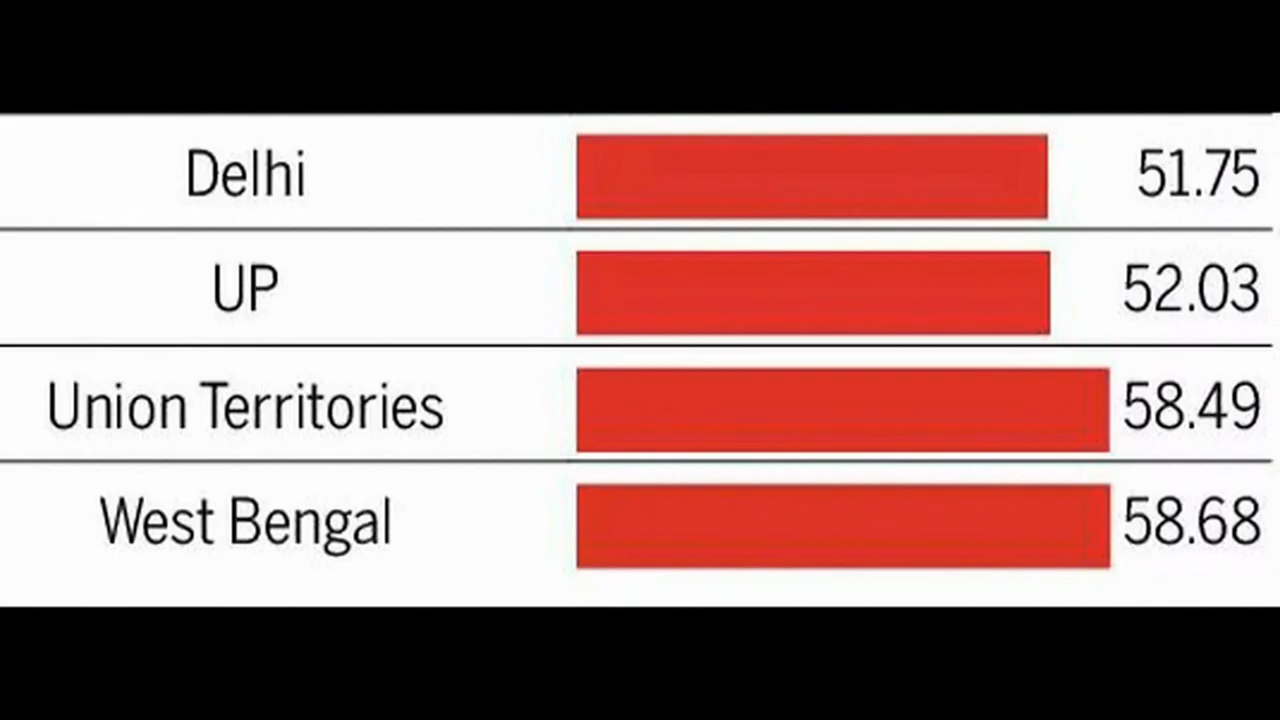 Delhi 51.75
UP 52.03
Union Territories 58.49
West Bengal 58.68